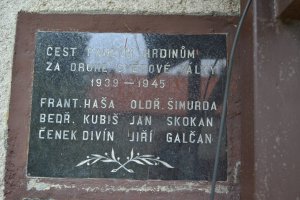 ČEST HRDINŮM
ZA DRUHÉ SVĚTOVÉ VÁLKY
1939 – 1945
FRANT. HAŠA OLDŘ. ŠIMURDA
BEDŘ. KUBIŠ JAN SKOKAN
ČENEK DIVÍN JIŘÍ GALČAN